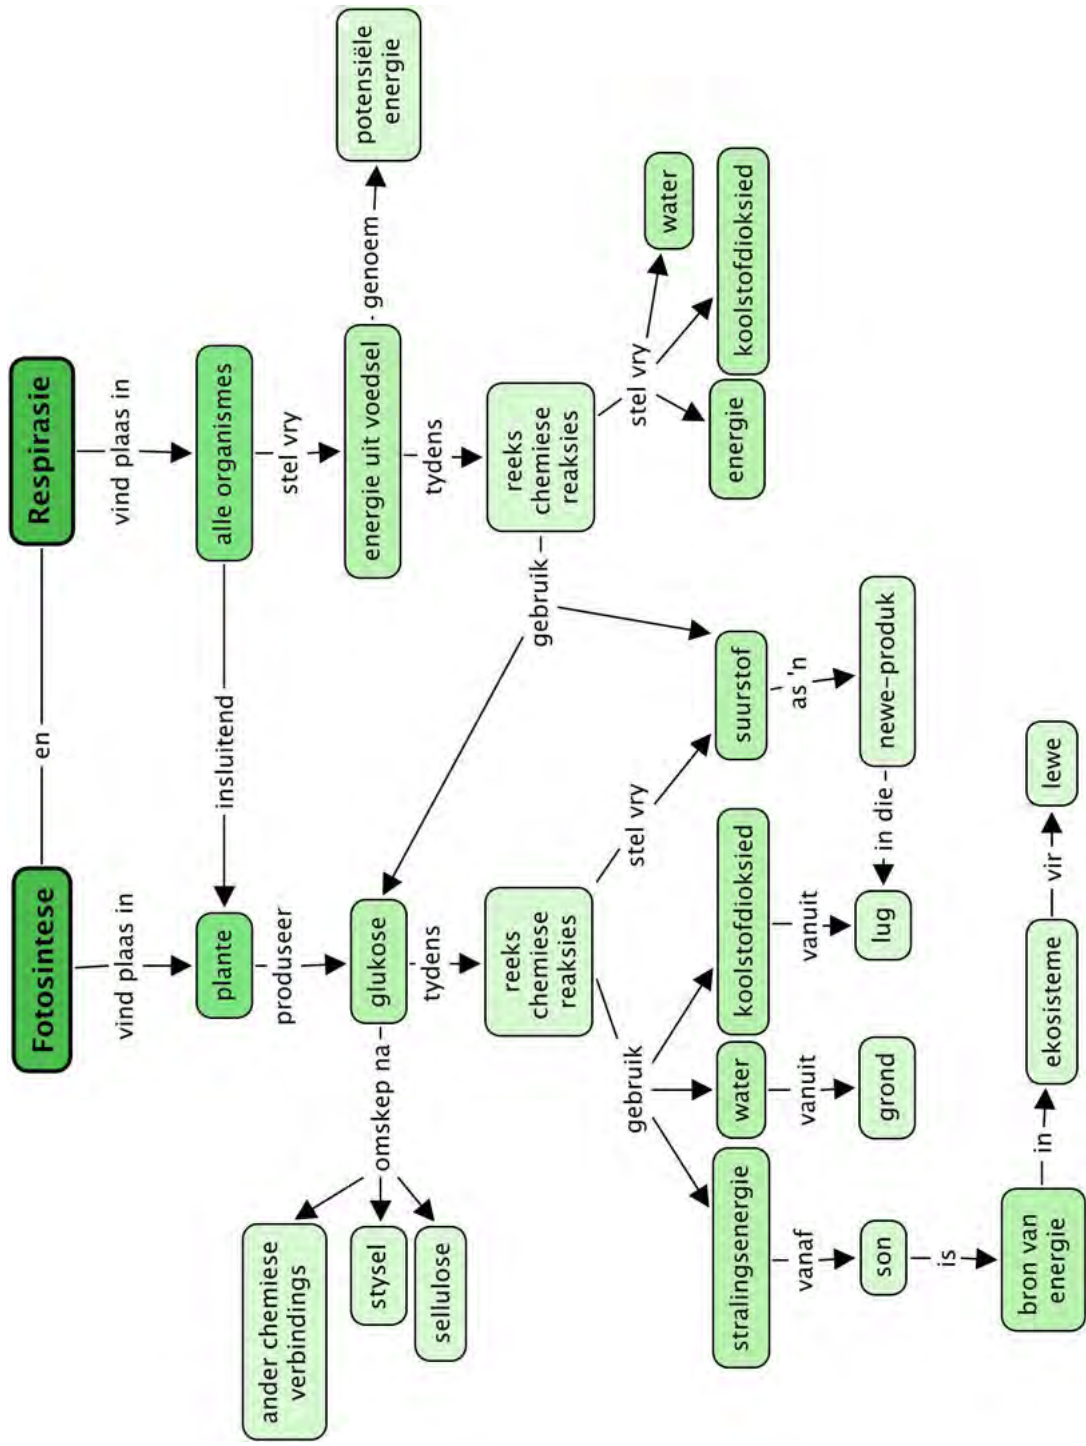 Fotosintese
en
Respirasie
vind plaas in
vind plaas in
plante
insluitend
alle organismes
produseer
stel vry
ander chemiese
verbindings
stysel
sellulose
omskep na
glukose
energie uit voedsel
genoem
potensiële
energie
tydens
tydens
reeks
chemiese
reaksies
gebruik
reeks
chemiese
reaksies
gebruik
stel vry
stel vry
stralingsenergie
water
koolstofdioksied
suurstof
energie
koolstofdioksied
water
vanaf
vanuit
vanuit
as 'n
son
grond
lug
in die
newe-produk
is
bron van
energie
in
ekosisteme
vir
lewe